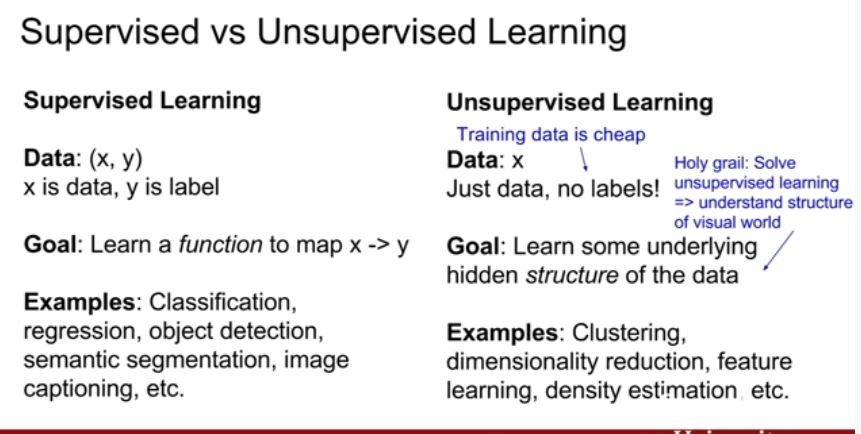 Supervised vs Unsupervised Learning
Supervised Learning
Data: (x, y)
x is data, y is label
Goal: Learn a function to map x -> y
Examples: Classification,
regression, object detection,
semantic segmentation, image
captioning, etc.
Unsupervised Learning
Training data is cheap
Data: x
Just data, no labels!
Holy grail: Solve
unsupervised learning
=> understand structure
of visual world
Goal: Learn some underlying
hidden structure of the data
Examples: Clustering,
dimensionality reduction, feature
learning, density estimation, etc.